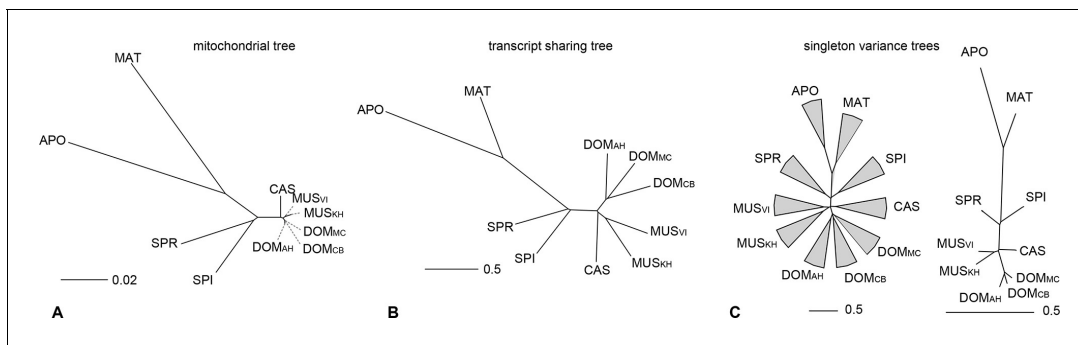 mitochondrial tree
MAT
APO
CAS
MUSVI
MUSKH
DOMMC
DOMCB
DOMAH
SPR
SPI
0.02
A
transcript sharing tree
MAT
APO
DOMAH
DOMMC
DOMCB
MUSVI
MUSKH
CAS
SPR
SPI
0.5
B
singleton variance trees
APO
MAT
SPR
SPI
MUSVI
CAS
MUSKH
DOMMC
DOMAH
DOMCB
0.5
C
APO
MAT
SPR
SPI
MUSVI
CAS
MUSKH
DOMMC
DOMCB
DOMAH
0.5